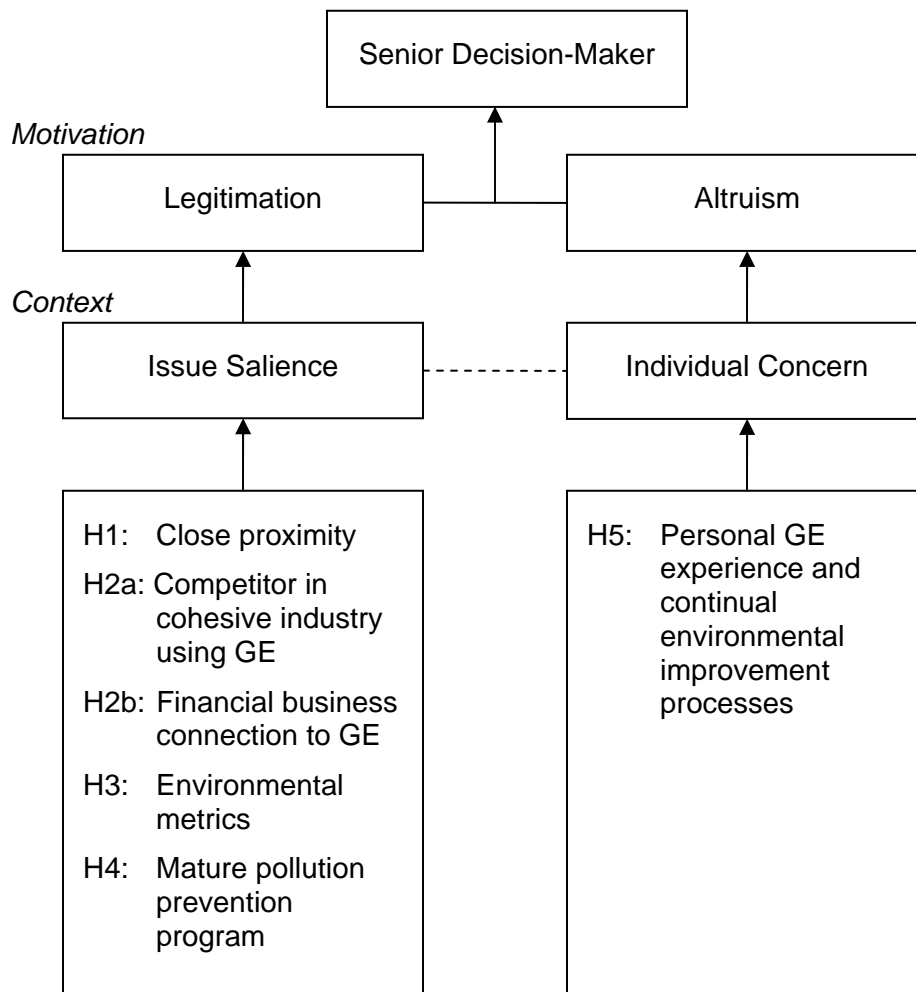 Senior Decision-Maker
Motivation
Legitimation
Altruism
Context
Issue Salience
Individual Concern
H1: Close proximity
H2a: Competitor in
cohesive industry
using GE
H2b: Financial business
connection to GE
H3: Environmental
metrics
H4: Mature pollution
prevention
program
H5: Personal GE
experience and
continual
environmental
improvement
processes